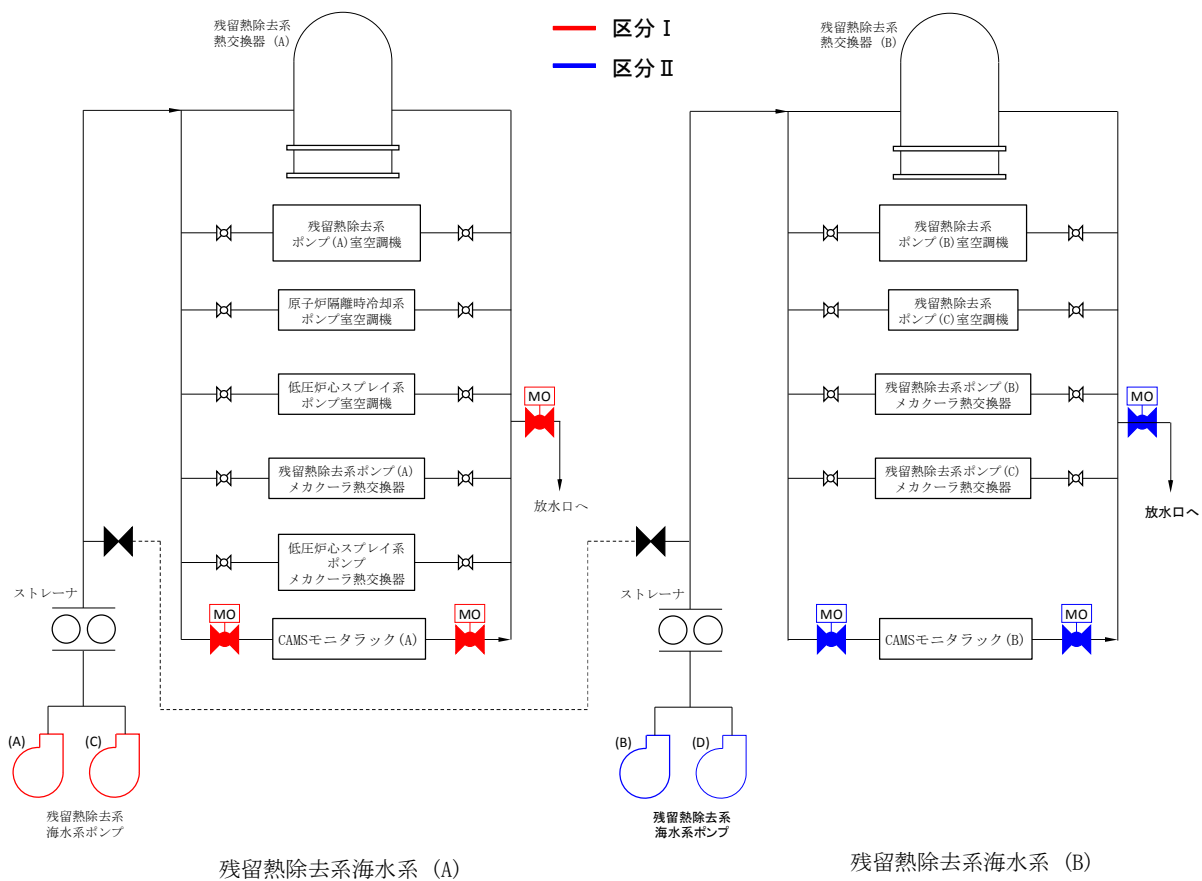 残留熱除去系
熱交換器 (A)
区分Ⅰ
区分Ⅱ
残留熱除去系
熱交換器 (B)
残留熱除去系
ポンプ(A)室空調機
原子炉隔離時冷却系
ポンプ室空調機
低圧炉心スプレイ系
ポンプ室空調機
MO
残留熱除去系ポンプ(A)
メカクーラ熱交換器
放水口へ
低圧炉心スプレイ系
ポンプ
メカクーラ熱交換器
ストレーナ
MO
MO
CAMSモニタラック(A)
(A)
(C)
残留熱除去系
海水系ポンプ
残留熱除去系海水系 (A)
残留熱除去系
ポンプ(B)室空調機
残留熱除去系
ポンプ(C)室空調機
残留熱除去系ポンプ(B)
メカクーラ熱交換器
MO
残留熱除去系ポンプ(C)
メカクーラ熱交換器
放水口へ
ストレーナ
MO
MO
CAMSモニタラック(B)
(B)
(D)
残留熱除去系
海水系ポンプ
残留熱除去系海水系 (B)